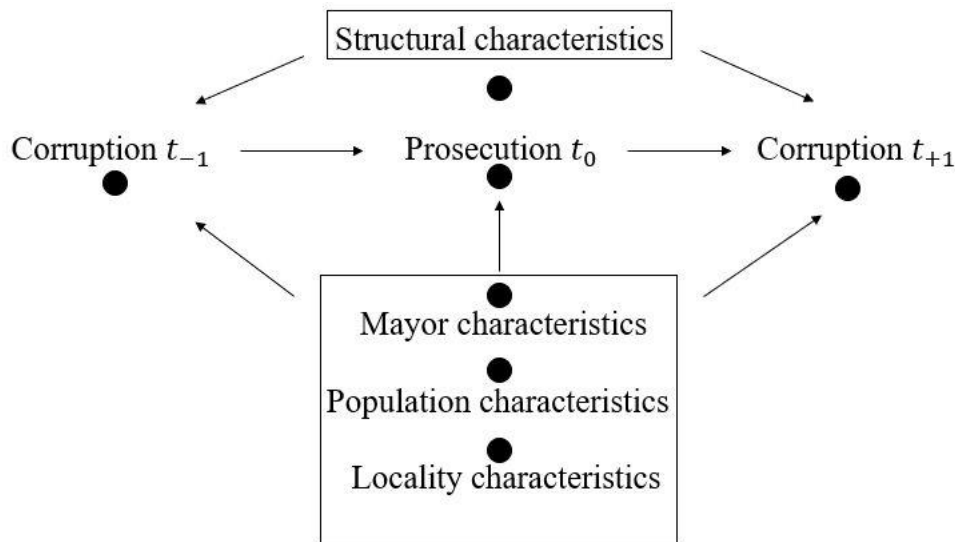 Structural characteristics
Corruption t₋₁ Prosecution t₀ Corruption t₊₁
Mayor characteristics
Population characteristics
Locality characteristics